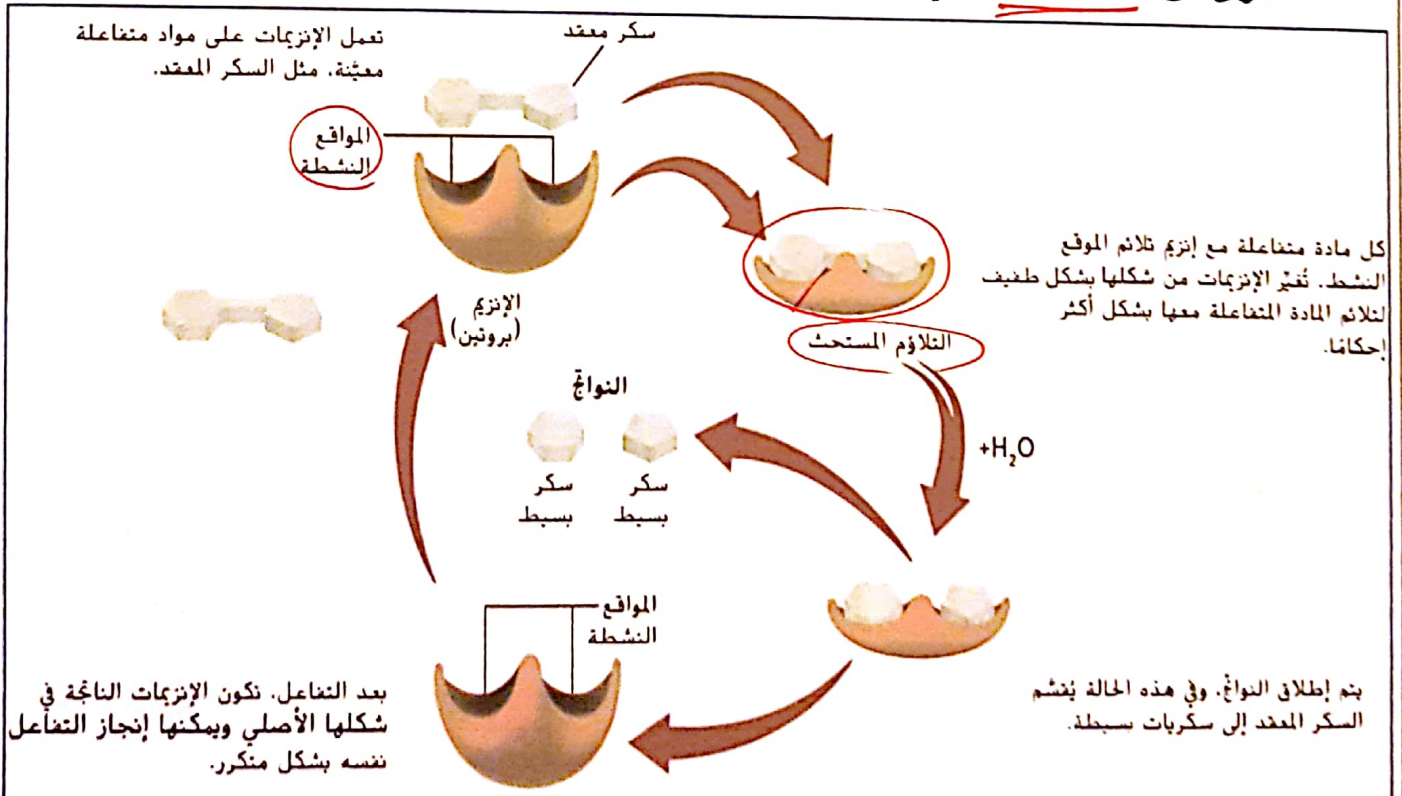 تعمل الإنزيمات على مواد متفاعلة
معيّنة، مثل السكر المعقد.
سكر معقد
المواقع
النشطة
كل مادة متفاعلة مع إنزيم تلائم الموقع
النشط. تُغيّر الإنزيمات من شكلها بشكل طفيف
لتلائم المادة المتفاعلة معها بشكل أكثر
إحكامًا.
الإنزيم
(بروتين)
التلاؤم المستحث
النواتج
+H₂O
سكر
بسيط
سكر
بسيط
المواقع
النشطة
يتم إطلاق النواتج، وفي هذه الحالة يُقسّم
السكر المعقد إلى سكريات بسيطة.
بعد التفاعل، تكون الإنزيمات الناتجة في
شكلها الأصلي ويمكنها إنجاز التفاعل
نفسه بشكل متكرر.